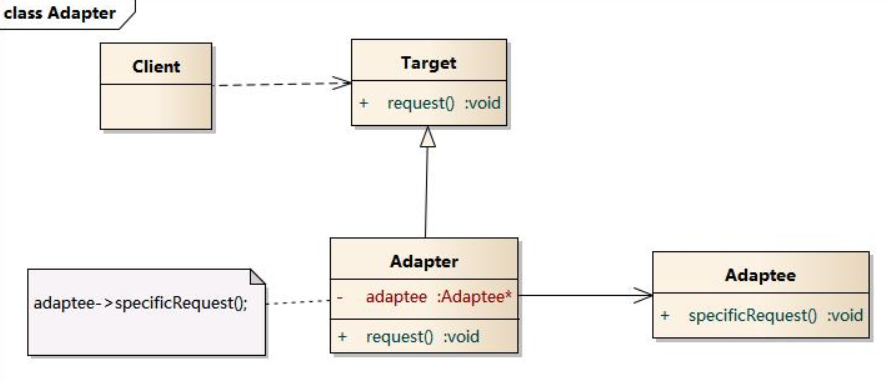 class Adapter
Client
Target
+ request() :void
Adapter
- adaptee :Adaptee*
+ request() :void
adaptee->specificRequest();
Adaptee
+ specificRequest() :void